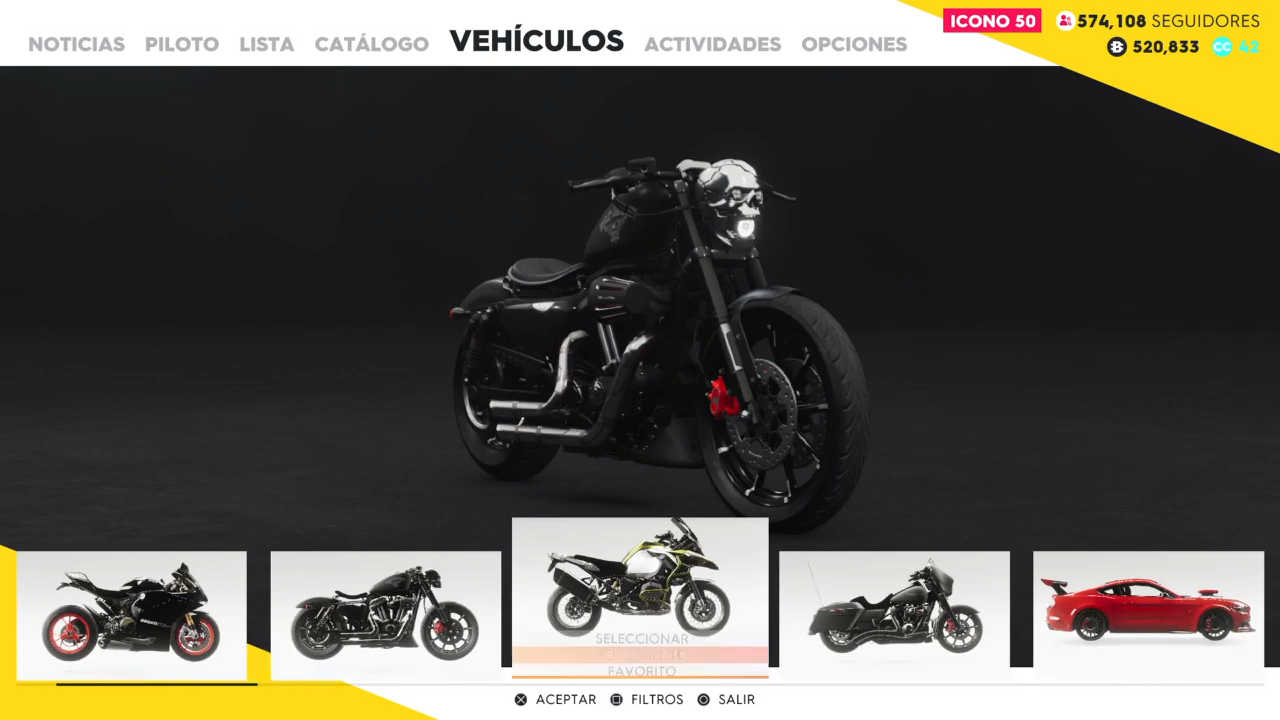 NOTICIAS PILOTO LISTA CATÁLOGO VEHÍCULOS ACTIVIDADES OPCIONES
ICONO 50 574,108 SEGUIDORES
520,833 CC 42
SELECCIONAR
FAVORITO
ACEPTAR FILTROS SALIR